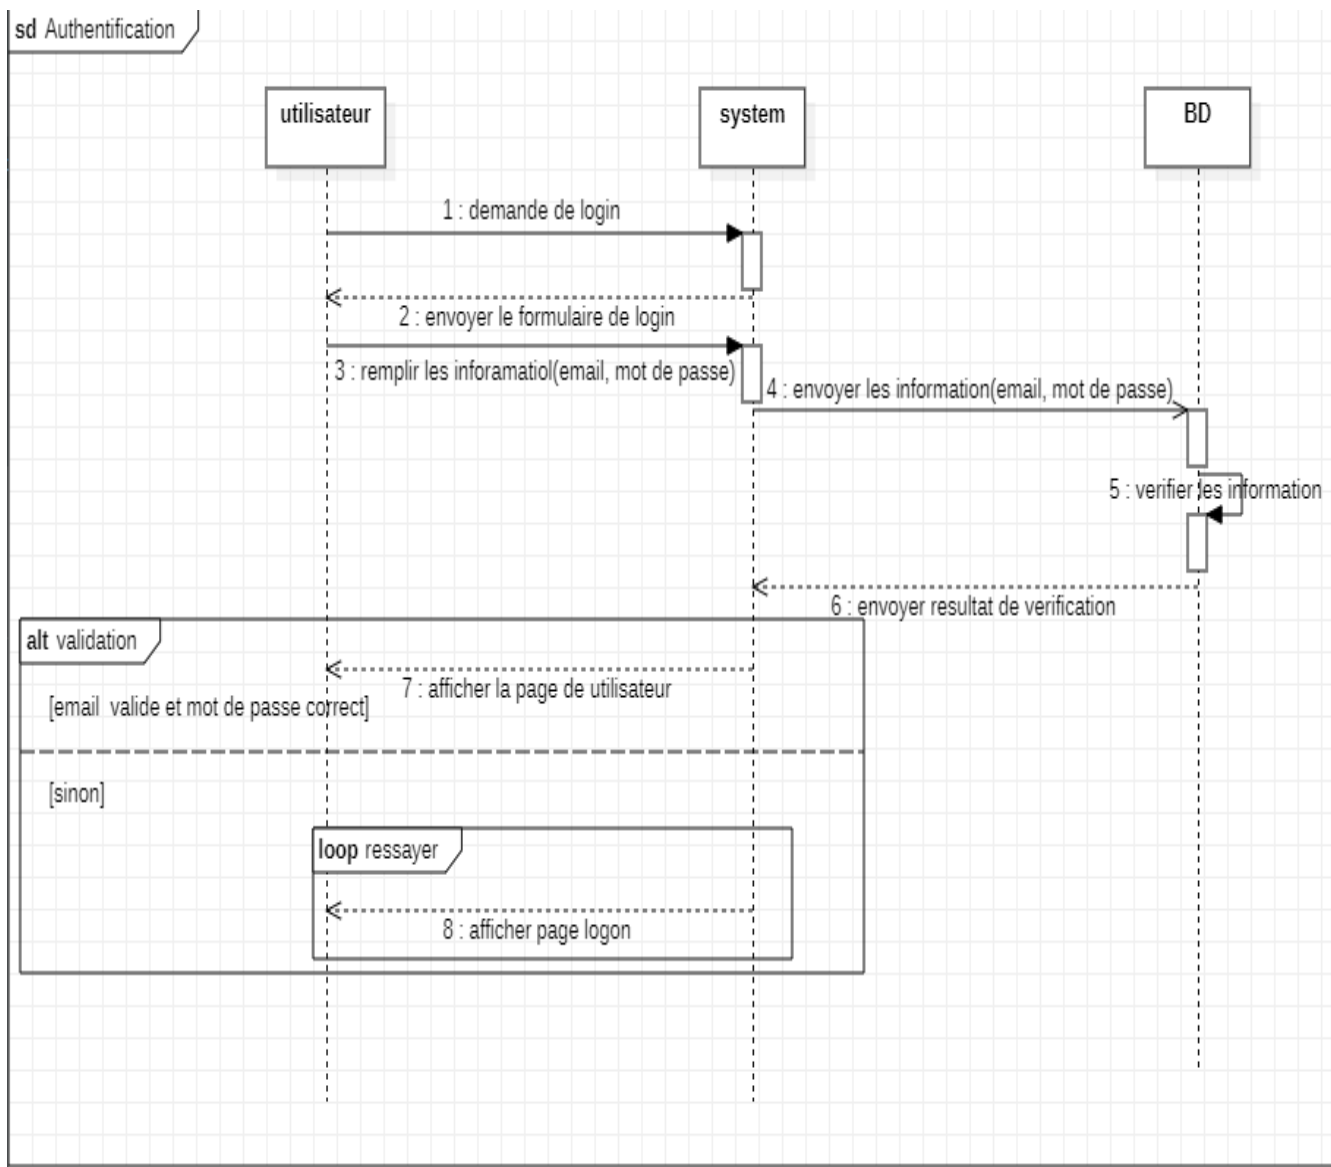 sd Authentification
utilisateur
system
BD
1 : demande de login
2 : envoyer le formulaire de login
3 : remplir les inforamatiol(email, mot de passe)
4 : envoyer les information(email, mot de passe)
5 : verifier les information
6 : envoyer resultat de verification
alt validation
7 : afficher la page de utilisateur
[email  valide et mot de passe correct]
[sinon]
loop ressayer
8 : afficher page logon